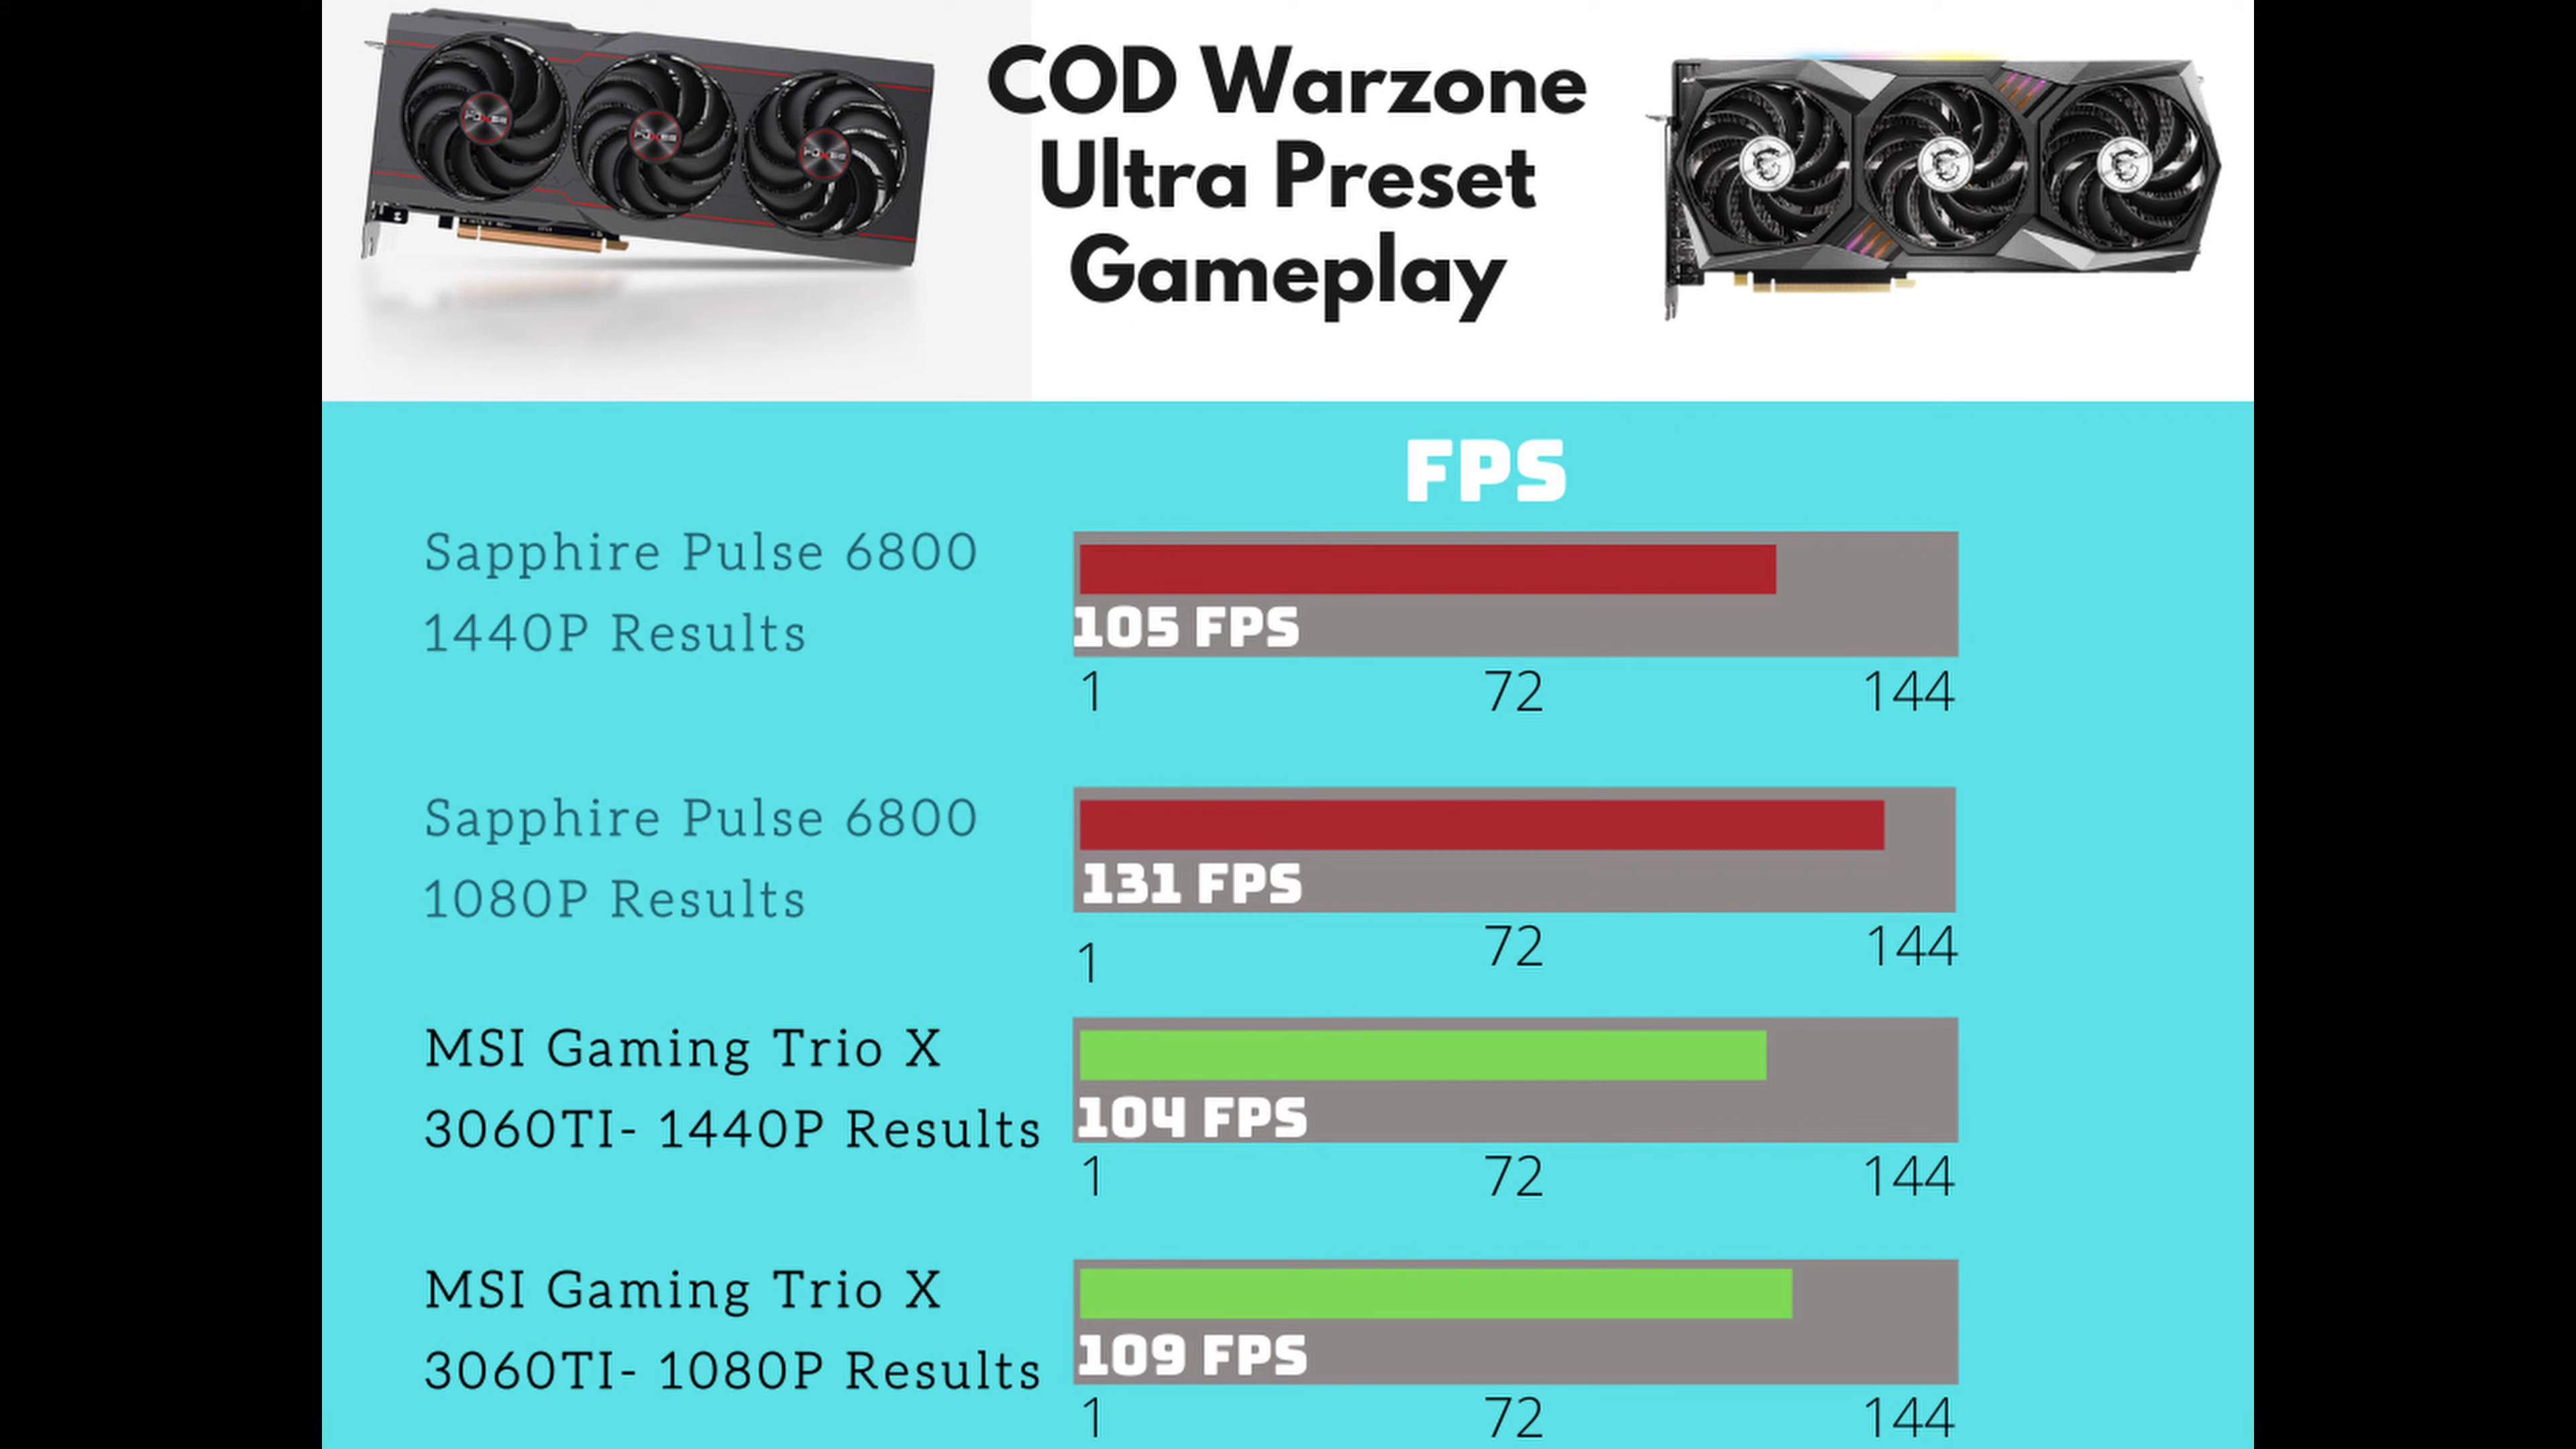 COD Warzone
Ultra Preset
Gameplay
FPS
Sapphire Pulse 6800
1440P Results
105 FPS
1 72 144
Sapphire Pulse 6800
1080P Results
131 FPS
1 72 144
MSI Gaming Trio X
3060TI- 1440P Results
104 FPS
1 72 144
MSI Gaming Trio X
3060TI- 1080P Results
109 FPS
1 72 144